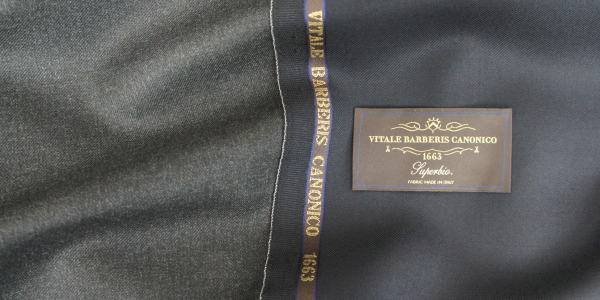 VITALE BARBERIS CANONICO 1663
VITALE BARBERIS CANONICO
1663
Superbio.
FABRIC MADE IN ITALY